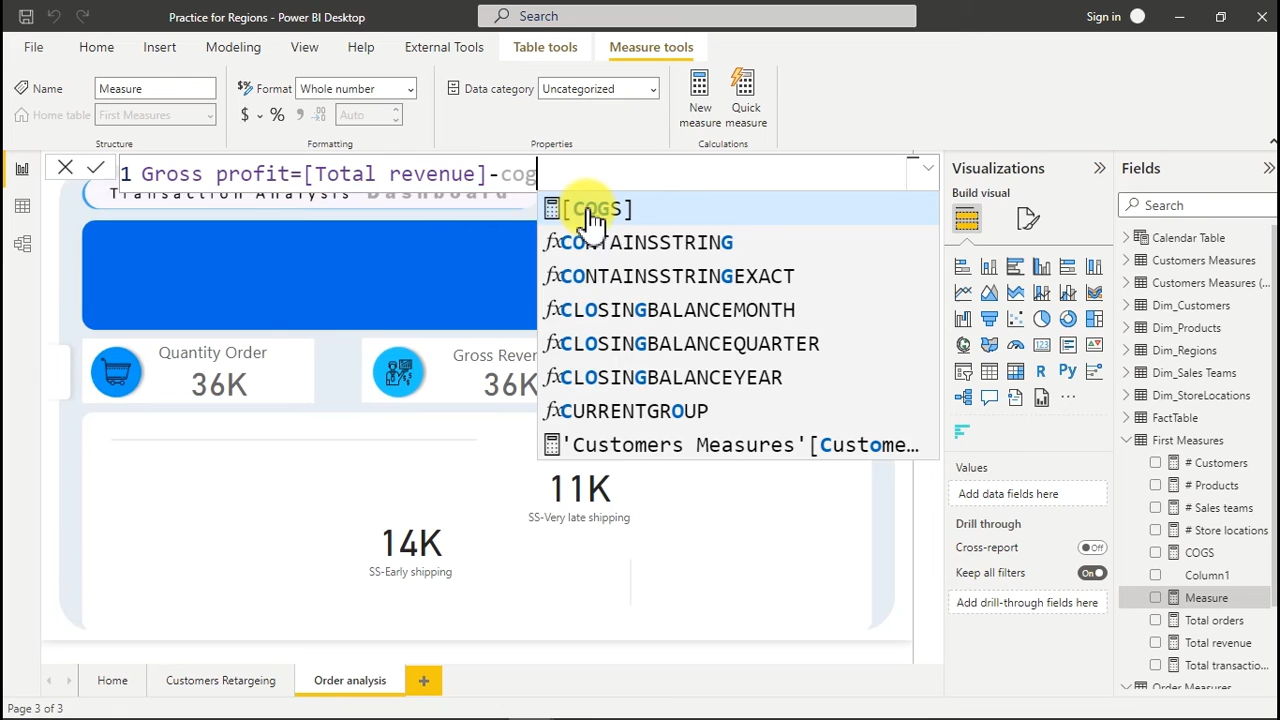 Practice for Regions - Power BI Desktop
Search
Sign in
File
Home
Insert
Modeling
View
Help
External Tools
Table tools
Measure tools
Name
Measure
Home table
First Measures
Structure
Format
Whole number
$ % 
Auto
Formatting
Data category
Uncategorized
Properties
New measure
Quick measure
Calculations
1 Gross profit=[Total revenue]-cog
[COGS]
CONTAINSSTRING
CONTAINSSTRINGEXACT
CLOSINGBALANCEMONTH
CLOSINGBALANCEQUARTER
CLOSINGBALANCEYEAR
CURRENTGROUP
'Customers Measures'[Custome...
Transaction Analysis Dashboard
Quantity Order
36K
Gross Reven
36K
11K
SS-Very late shipping
14K
SS-Early shipping
Visualizations
Build visual
R
Py
Values
Add data fields here
Drill through
Cross-report
Off
Keep all filters
On
Add drill-through fields here
Fields
Search
Calendar Table
Customers Measures
Customers Measures (...
Dim_Customers
Dim_Products
Dim_Regions
Dim_Sales Teams
Dim_StoreLocations
FactTable
First Measures
# Customers
# Products
# Sales teams
# Store locations
COGS
Column1
Measure
Total orders
Total revenue
Total transactio...
Order Measures
Home
Customers Retargeing
Order analysis
Page 3 of 3